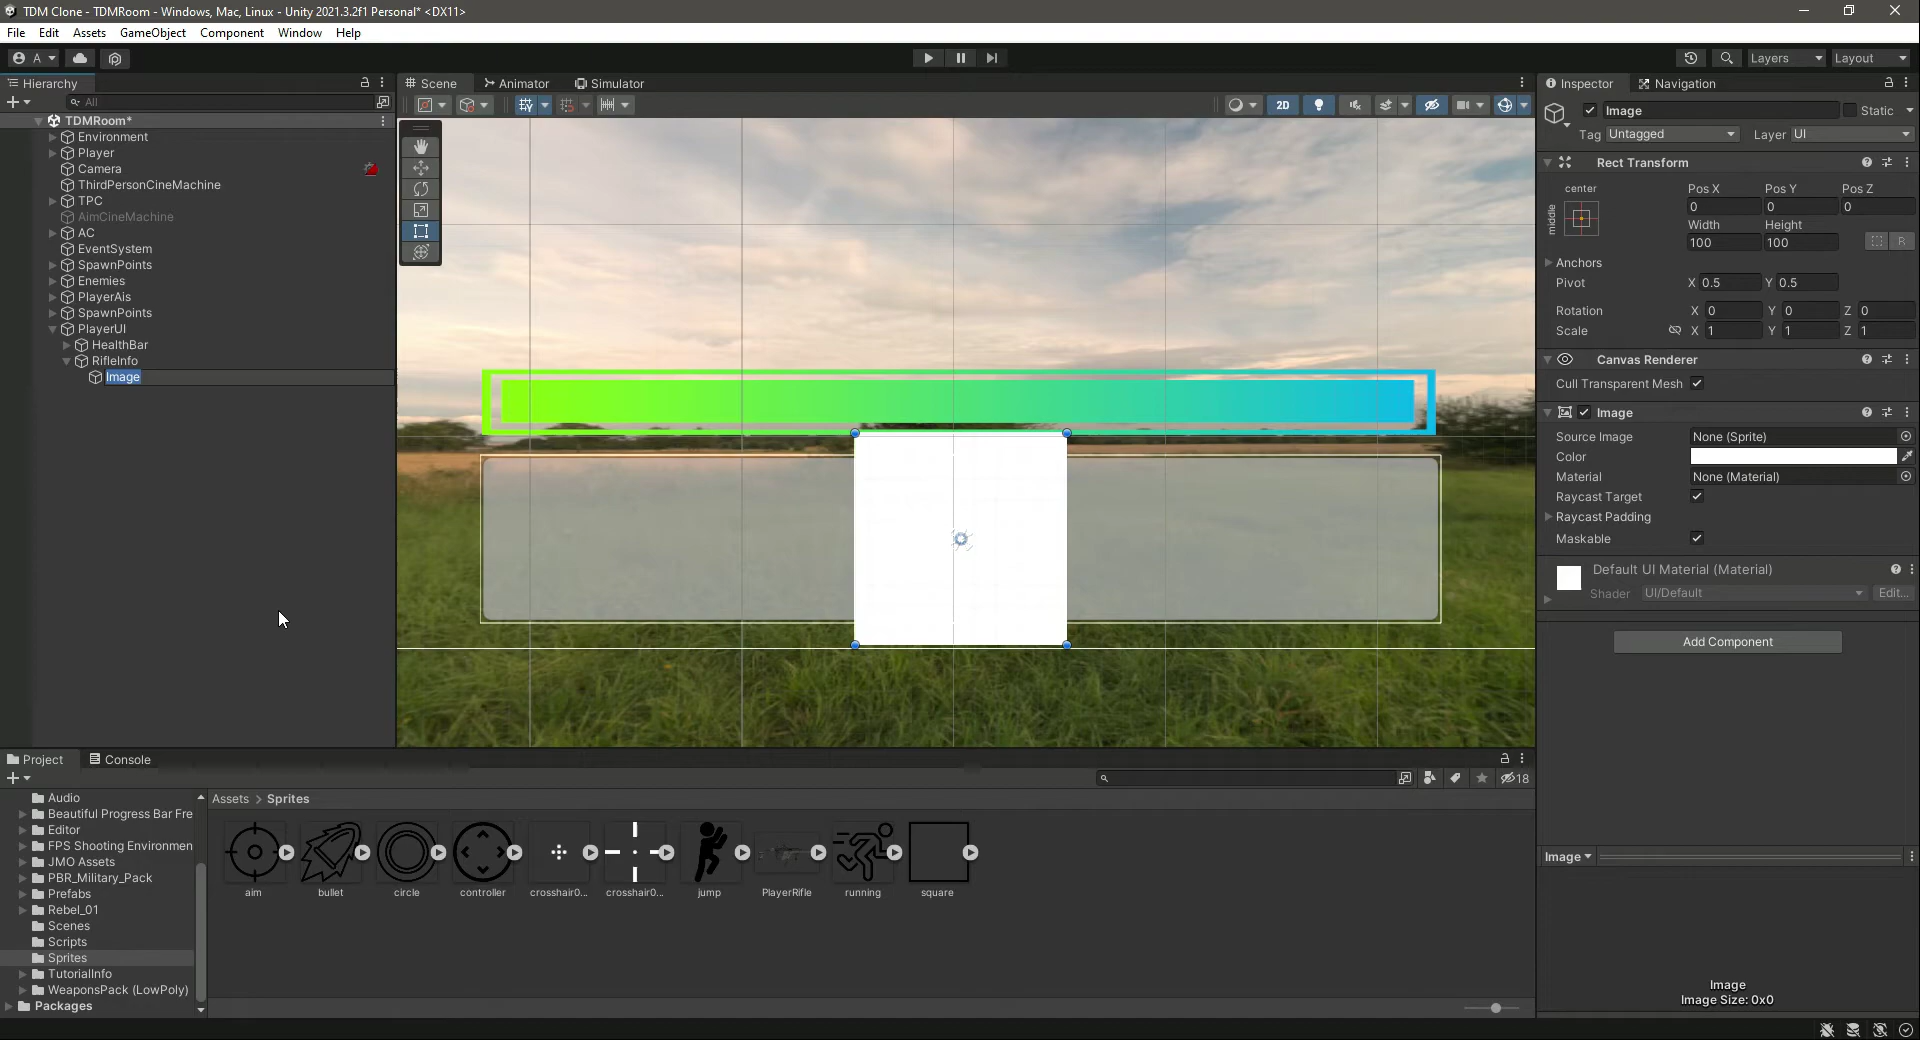 TDM Clone - TDMRoom - Windows, Mac, Linux - Unity 2021.3.2f1 Personal* <DX11>
File Edit Assets GameObject Component Window Help
A
Layers Layout
Hierarchy
All
TDMRoom*
Environment
Player
Camera
ThirdPersonCineMachine
TPC
AimCineMachine
AC
EventSystem
SpawnPoints
Enemies
PlayerAis
SpawnPoints
PlayerUI
HealthBar
RifleInfo
Image
Scene Animator Simulator
2D
Inspector Navigation
Image Static
Tag Untagged Layer UI
Rect Transform
center
middle
Pos X Pos Y Pos Z
0 0 0
Width Height
100 100 R
Anchors
Pivot X 0.5 Y 0.5
Rotation X 0 Y 0 Z 0
Scale X 1 Y 1 Z 1
Canvas Renderer
Cull Transparent Mesh
Image
Source Image None (Sprite)
Color
Material None (Material)
Raycast Target
Raycast Padding
Maskable
Default UI Material (Material)
Shader UI/Default Edit...
Add Component
Image
Image
Image Size: 0x0
Project Console
18
Audio
Beautiful Progress Bar Fre
Editor
FPS Shooting Environmen
JMO Assets
PBR_Military_Pack
Prefabs
Rebel_01
Scenes
Scripts
Sprites
TutorialInfo
WeaponsPack (LowPoly)
Packages
Assets > Sprites
aim bullet circle controller crosshair0... crosshair0... jump PlayerRifle running square